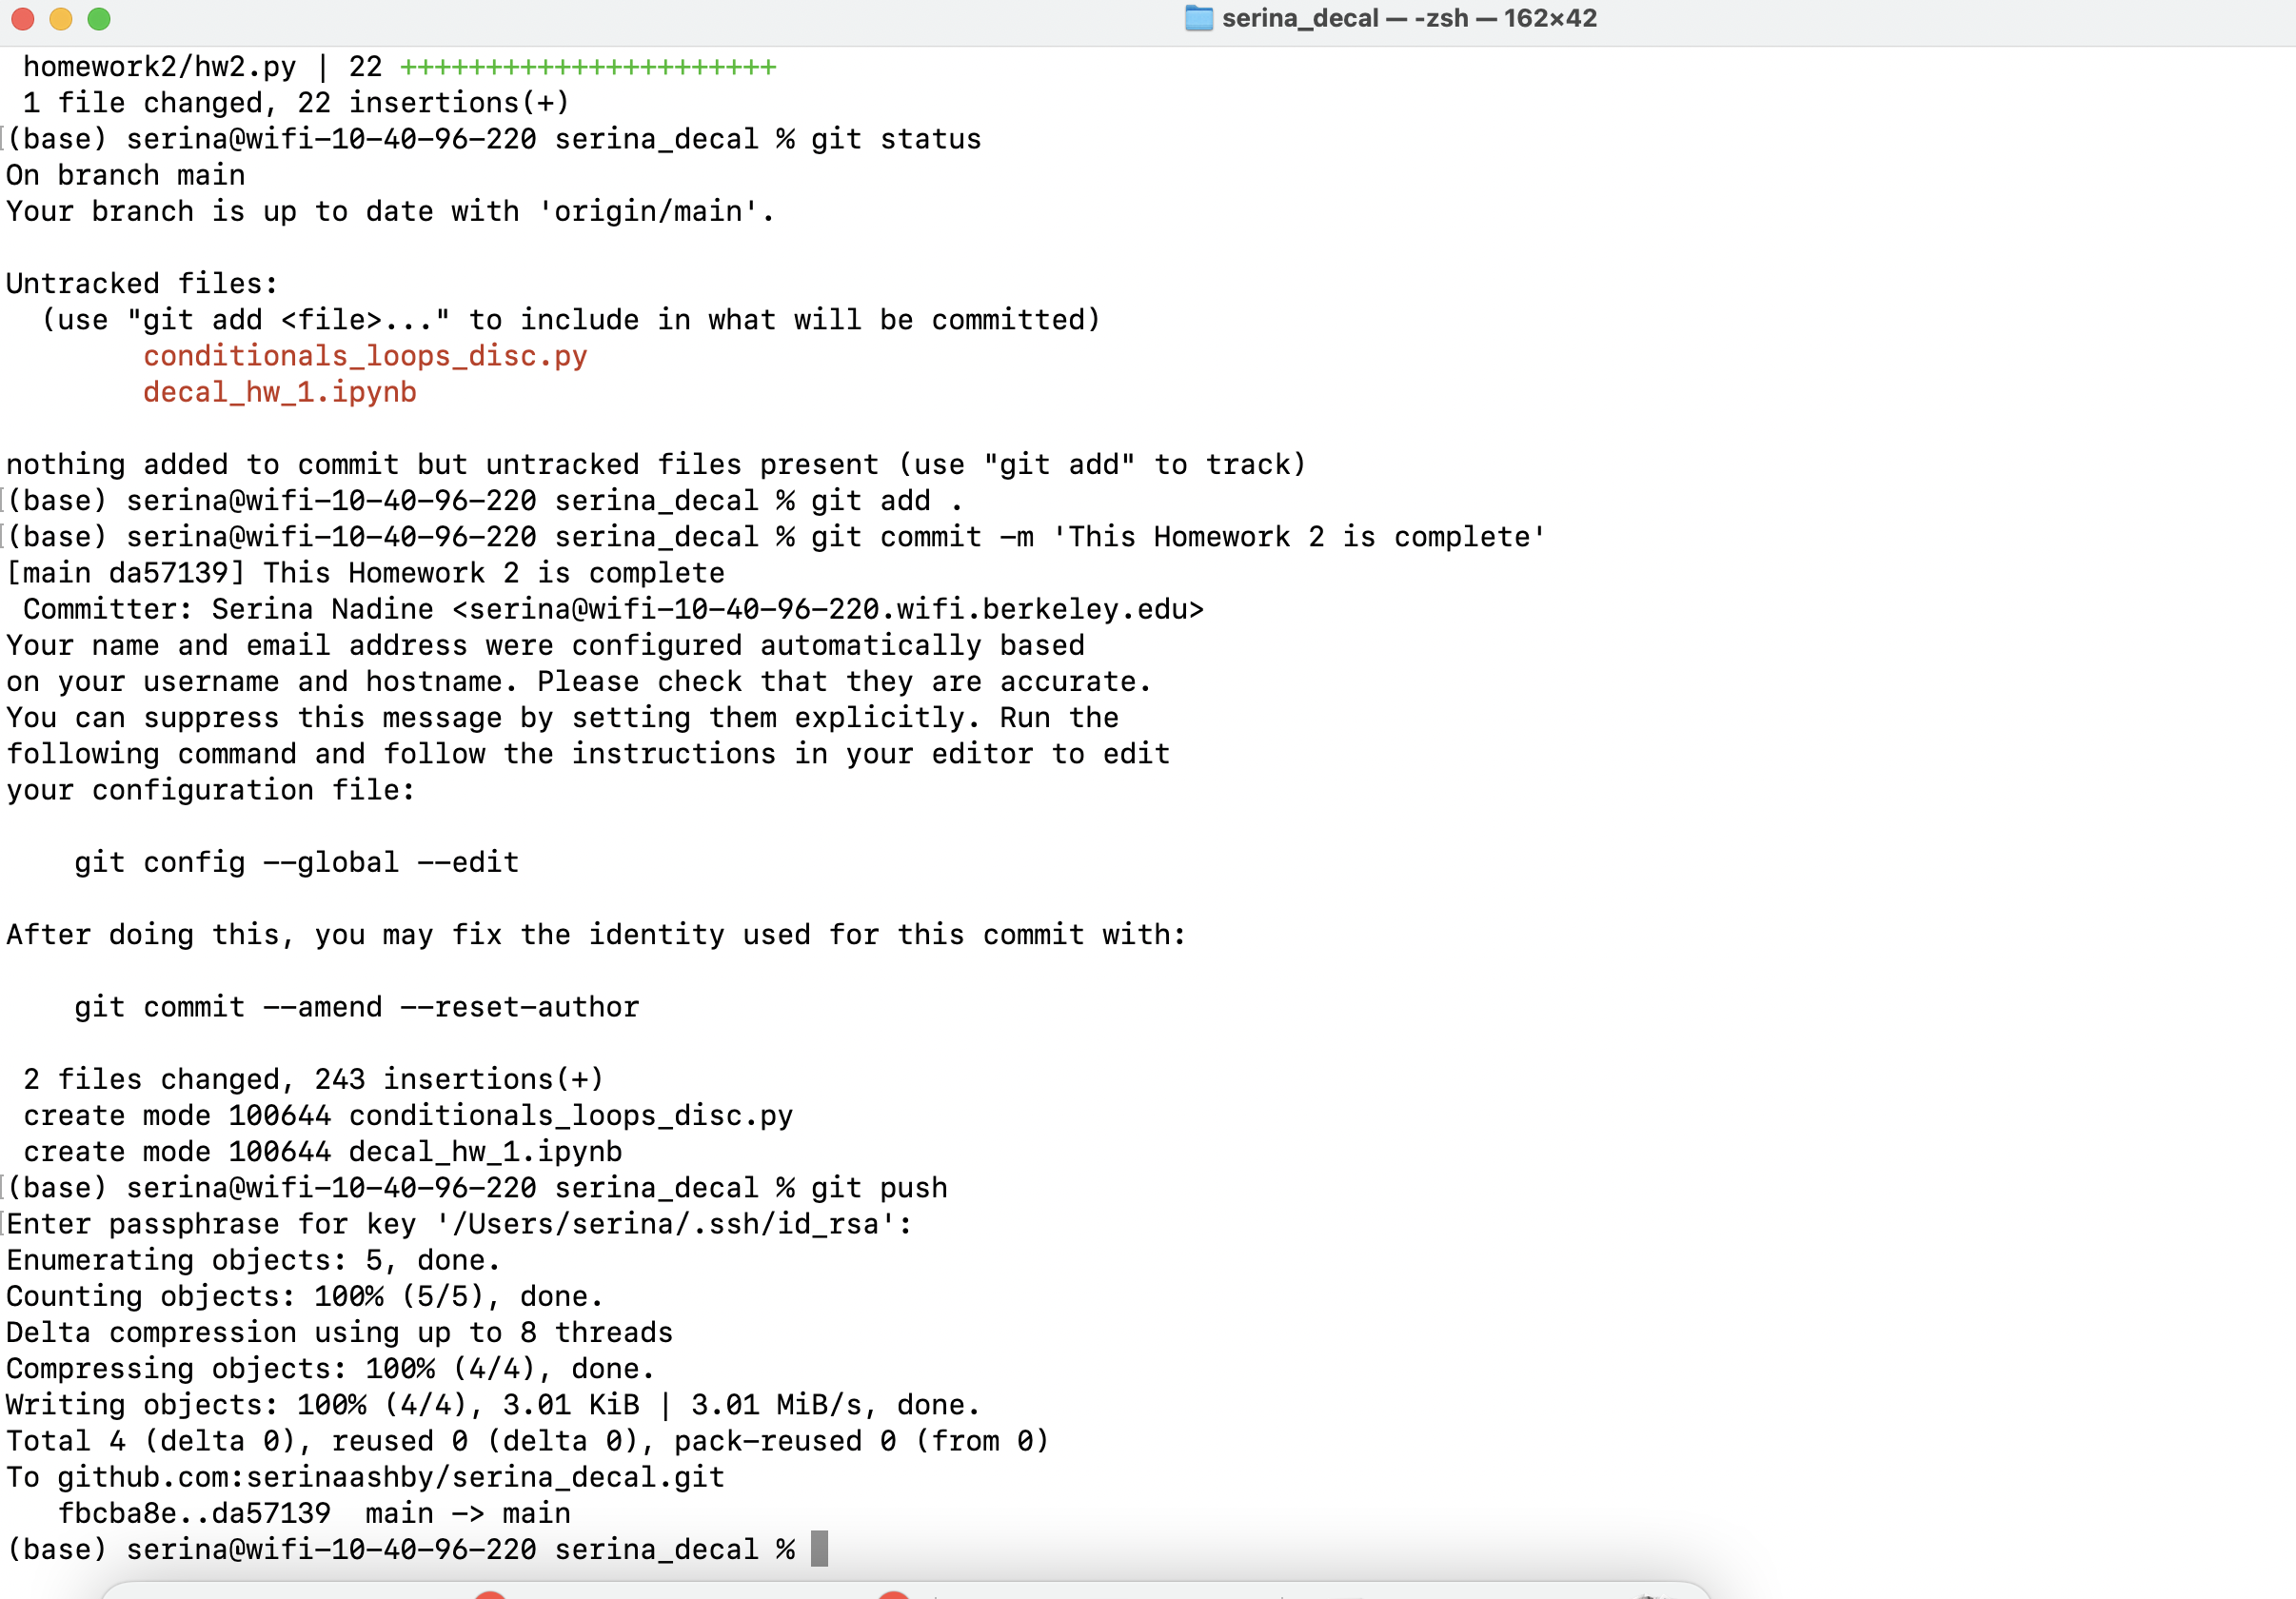 serina_decal — -zsh — 162×42
homework2/hw2.py | 22 ++++++++++++++++++++++
1 file changed, 22 insertions(+)
(base) serina@wifi-10-40-96-220 serina_decal % git status
On branch main
Your branch is up to date with 'origin/main'.
Untracked files:
(use "git add <file>..." to include in what will be committed)
conditionals_loops_disc.py
decal_hw_1.ipynb
nothing added to commit but untracked files present (use "git add" to track)
(base) serina@wifi-10-40-96-220 serina_decal % git add .
(base) serina@wifi-10-40-96-220 serina_decal % git commit -m 'This Homework 2 is complete'
[main da57139] This Homework 2 is complete
Committer: Serina Nadine <serina@wifi-10-40-96-220.wifi.berkeley.edu>
Your name and email address were configured automatically based
on your username and hostname. Please check that they are accurate.
You can suppress this message by setting them explicitly. Run the
following command and follow the instructions in your editor to edit
your configuration file:
git config --global --edit
After doing this, you may fix the identity used for this commit with:
git commit --amend --reset-author
2 files changed, 243 insertions(+)
create mode 100644 conditionals_loops_disc.py
create mode 100644 decal_hw_1.ipynb
(base) serina@wifi-10-40-96-220 serina_decal % git push
Enter passphrase for key '/Users/serina/.ssh/id_rsa':
Enumerating objects: 5, done.
Counting objects: 100% (5/5), done.
Delta compression using up to 8 threads
Compressing objects: 100% (4/4), done.
Writing objects: 100% (4/4), 3.01 KiB | 3.01 MiB/s, done.
Total 4 (delta 0), reused 0 (delta 0), pack-reused 0 (from 0)
To github.com:serinaashby/serina_decal.git
fbcba8e..da57139  main -> main
(base) serina@wifi-10-40-96-220 serina_decal %